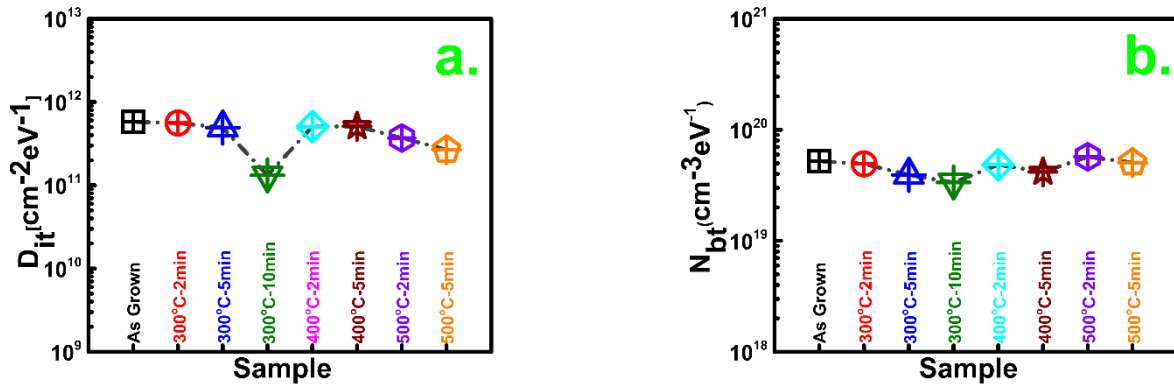 a.
10^13
10^12
10^11
10^10
10^9
D_it[cm^-2eV^-1]
As Grown
300°C-2min
300°C-5min
300°C-10min
400°C-2min
400°C-5min
500°C-2min
500°C-5min
Sample
b.
10^21
10^20
10^19
10^18
N_bt(cm^-3eV^-1)
As Grown
300°C-2min
300°C-5min
300°C-10min
400°C-2min
400°C-5min
500°C-2min
500°C-5min
Sample